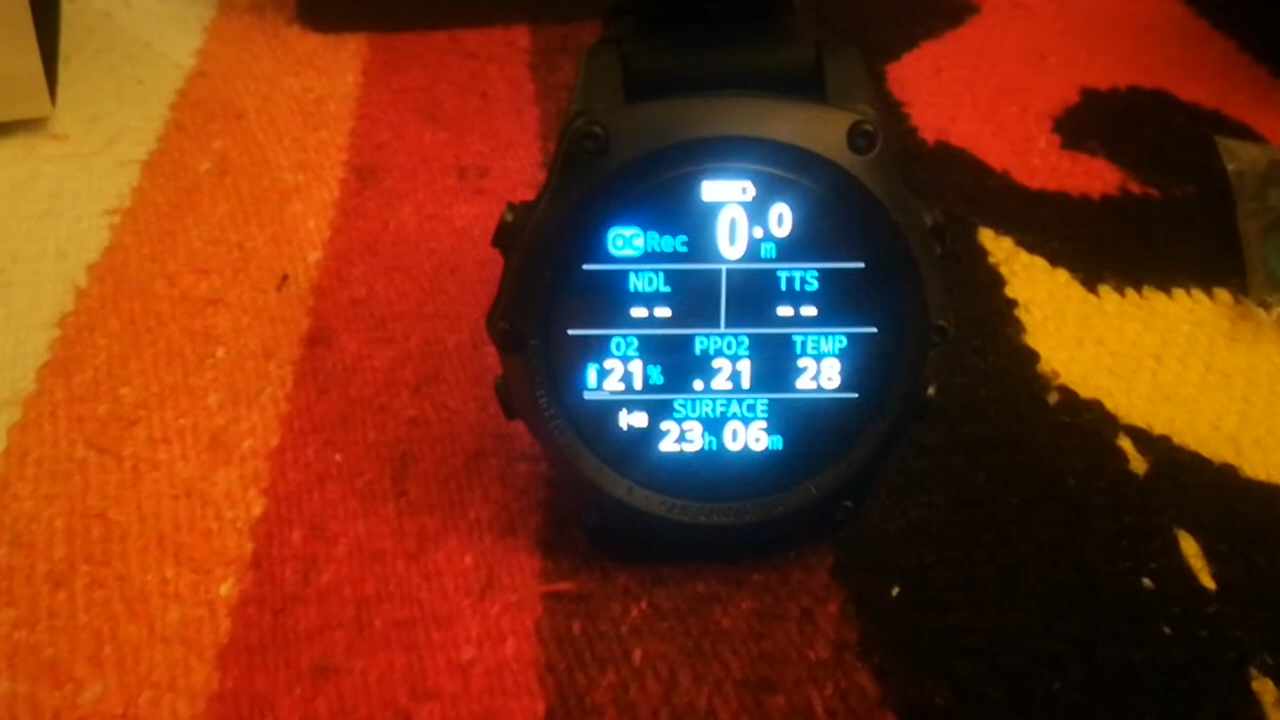 0.0
OC Rec m
NDL TTS
-- --
O2 PPO2 TEMP
21% .21 28
SURFACE
23h 06m